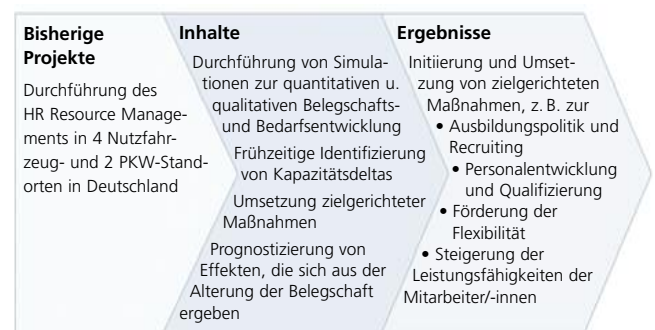 Bisherige
Projekte
Durchführung des
HR Resource Manage-
ments in 4 Nutzfahr-
zeug- und 2 PKW-Stand-
orten in Deutschland
Inhalte
Durchführung von Simula-
tionen zur quantitativen u.
qualitativen Belegschafts-
und Bedarfsentwicklung
Frühzeitige Identifizierung
von Kapazitätsdeltas
Umsetzung zielgerichteter
Maßnahmen
Prognostizierung von
Effekten, die sich aus der
Alterung der Belegschaft
ergeben
Ergebnisse
Initiierung und Umset-
zung von zielgerichteten
Maßnahmen, z. B. zur
• Ausbildungspolitik und
Recruiting
• Personalentwicklung
und Qualifizierung
• Förderung der
Flexibilität
• Steigerung der
Leistungsfähigkeiten der
Mitarbeiter/-innen